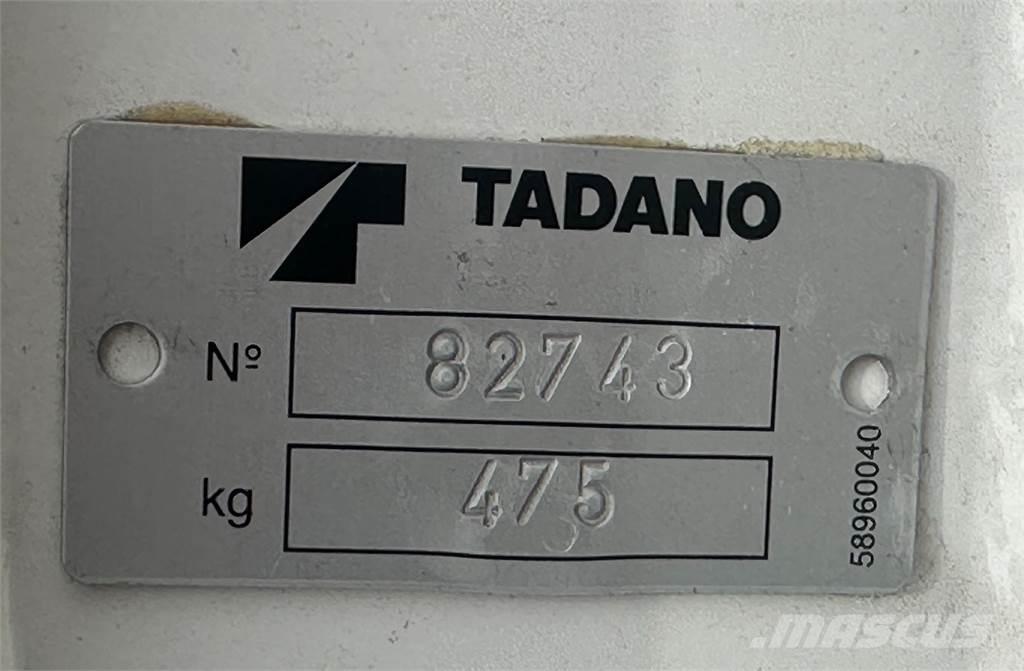 TADANO
Nº 82743
kg 475
58960040
mascus